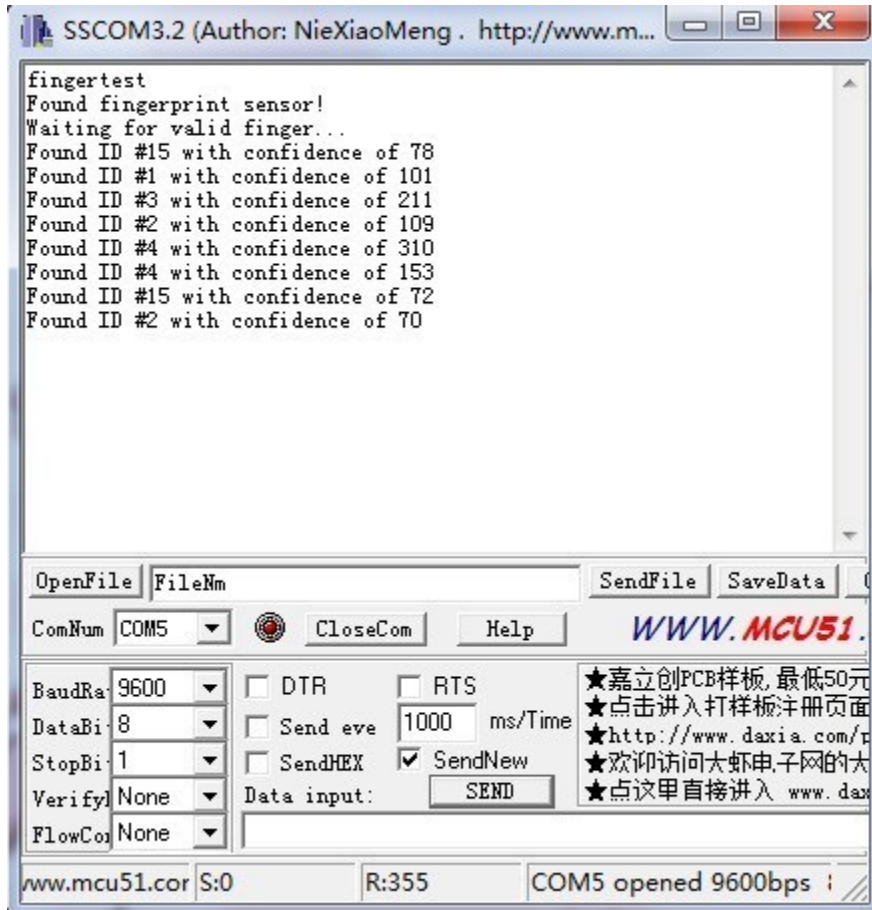 SSCOM3.2 (Author: NieXiaoMeng .  http://www.m...
fingertest
Found fingerprint sensor!
Waiting for valid finger...
Found ID #15 with confidence of 78
Found ID #1 with confidence of 101
Found ID #3 with confidence of 211
Found ID #2 with confidence of 109
Found ID #4 with confidence of 310
Found ID #4 with confidence of 153
Found ID #15 with confidence of 72
Found ID #2 with confidence of 70
OpenFile FileNm SendFile SaveData
ComNum COM5 CloseCom Help WWW.MCU51.
BaudRa 9600 DTR RTS
DataBi 8 Send eve 1000 ms/Time
StopBi 1 SendHEX SendNew
VerifyI None Data input: SEND
FlowCon None
★嘉立创PCB样板,最低50元
★点击进入打样板注册页面
★http://www.daxia.com/p
★欢迎访问大虾电子网的大
★点这里直接进入 www.dax
www.mcu51.cor S:0 R:355 COM5 opened 9600bps